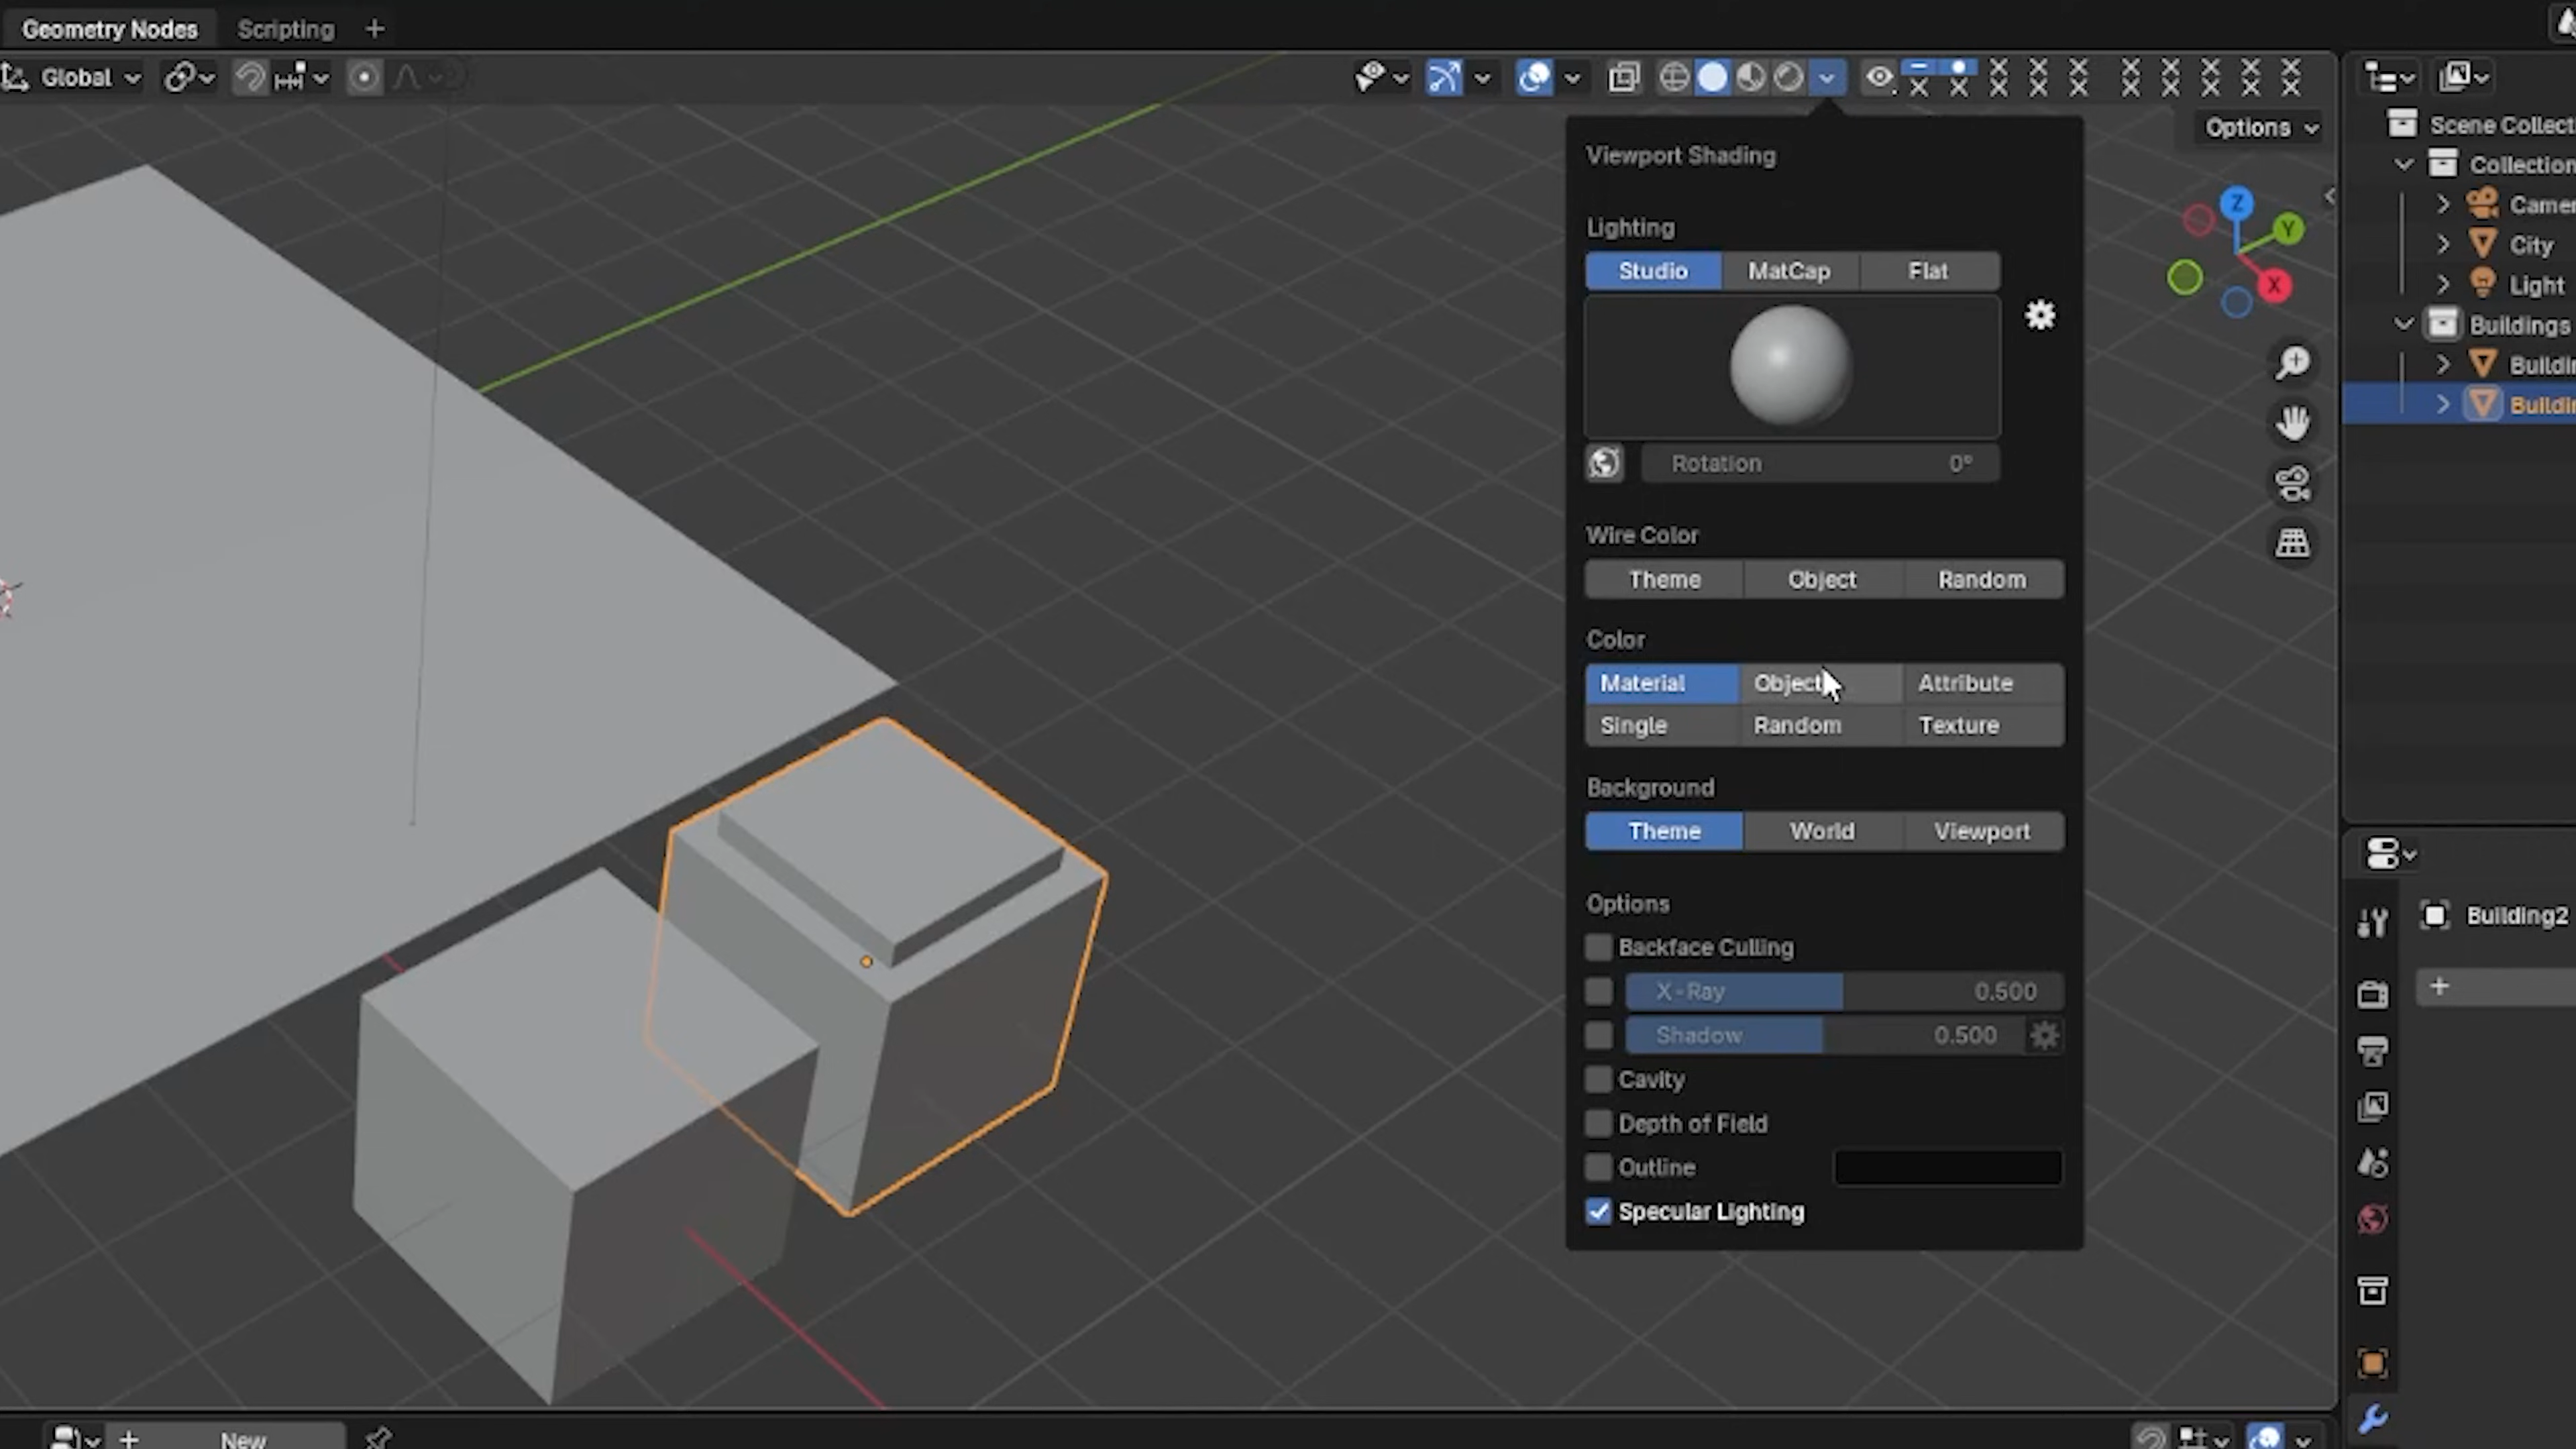 Geometry Nodes Scripting +
Global
Options
Viewport Shading
Lighting
Studio MatCap Flat
Rotation 0°
Wire Color
Theme Object Random
Color
Material Object Attribute
Single Random Texture
Background
Theme World Viewport
Options
Backface Culling
X-Ray 0.500
Shadow 0.500
Cavity
Depth of Field
Outline
Specular Lighting
Z
Y
X
Scene Collect
Collection
Camer
City
Light
Buildings
Buildin
Buildin
Building2
+
+ New